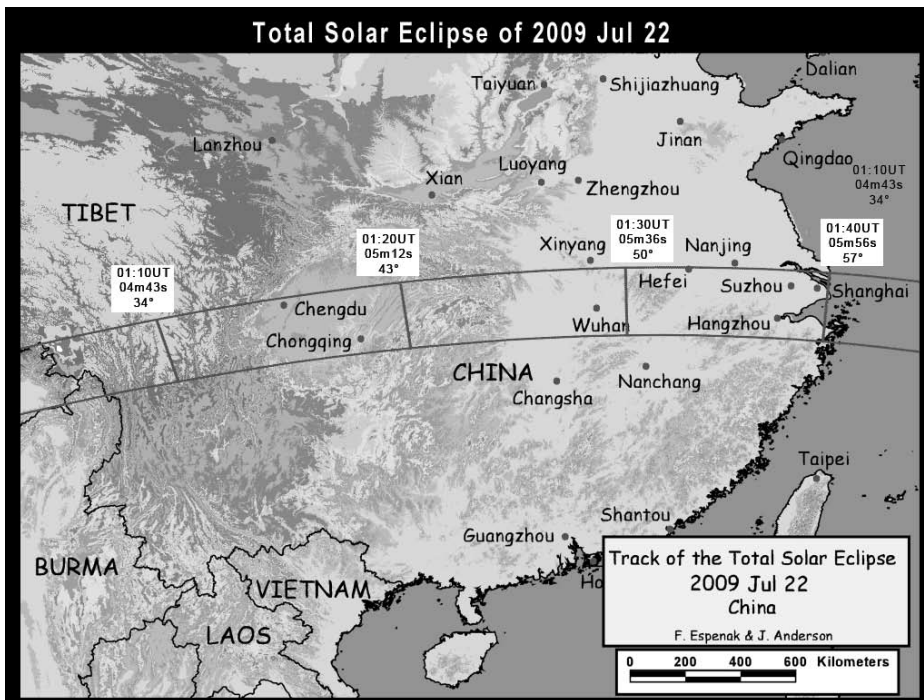 Total Solar Eclipse of 2009 Jul 22
Dalian
Taiyuan
Shijiazhuang
Jinan
Lanzhou
Luoyang
Qingdao
Xian
Zhengzhou
01:10UT
04m43s
34°
TIBET
01:20UT
05m12s
43°
01:30UT
05m36s
50°
01:40UT
05m56s
57°
Xinyang
Nanjing
01:10UT
04m43s
34°
Hefei
Suzhou
Shanghai
Chengdu
Wuhan
Hangzhou
Chongqing
CHINA
Nanchang
Changsha
Taipei
Shantou
Guangzhou
BURMA
VIETNAM
LAOS
Track of the Total Solar Eclipse
2009 Jul 22
China
F. Espenak & J. Anderson
0 200 400 600 Kilometers